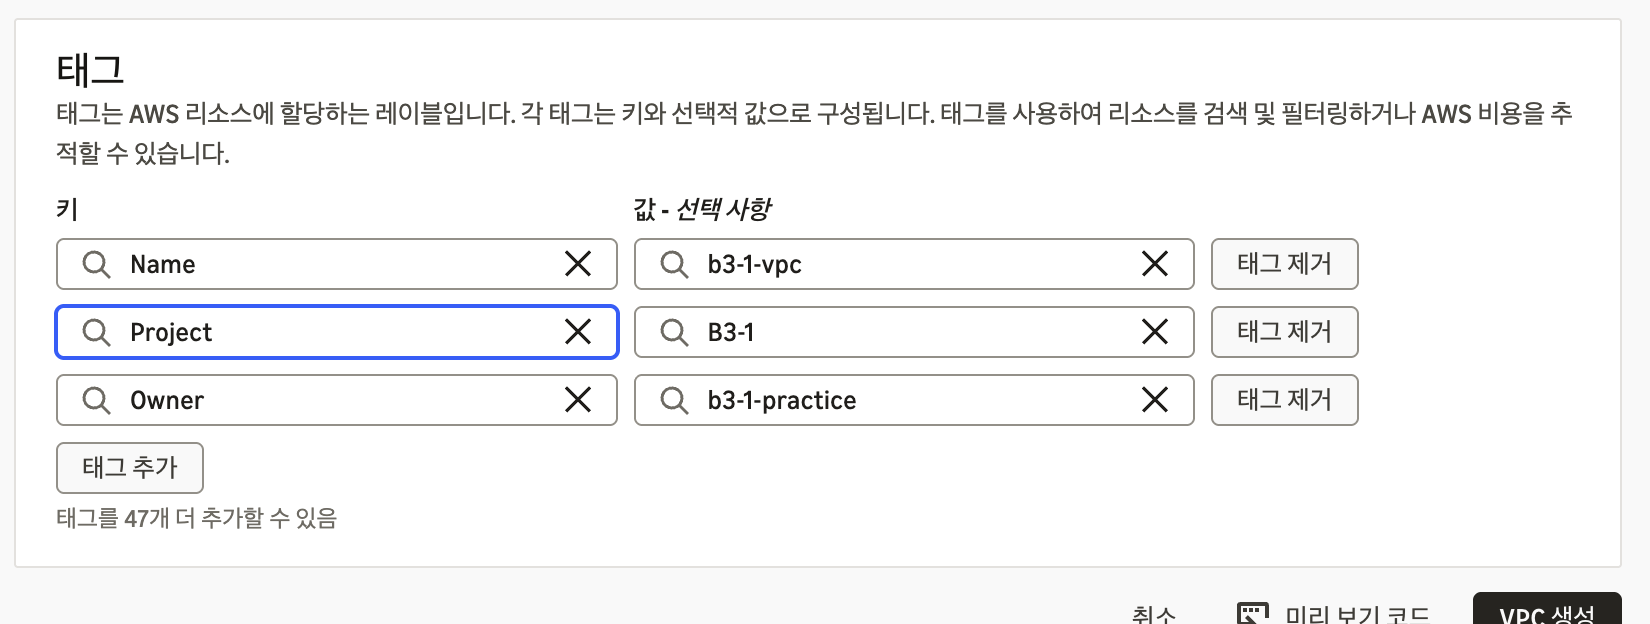 태그
태그는 AWS 리소스에 할당하는 레이블입니다. 각 태그는 키와 선택적 값으로 구성됩니다. 태그를 사용하여 리소스를 검색 및 필터링하거나 AWS 비용을 추
적할 수 있습니다.
키 값 - 선택 사항
Name b3-1-vpc 태그 제거
Project B3-1 태그 제거
Owner b3-1-practice 태그 제거
태그 추가
태그를 47개 더 추가할 수 있음
취소 미리 보기 코드 VPC 생성